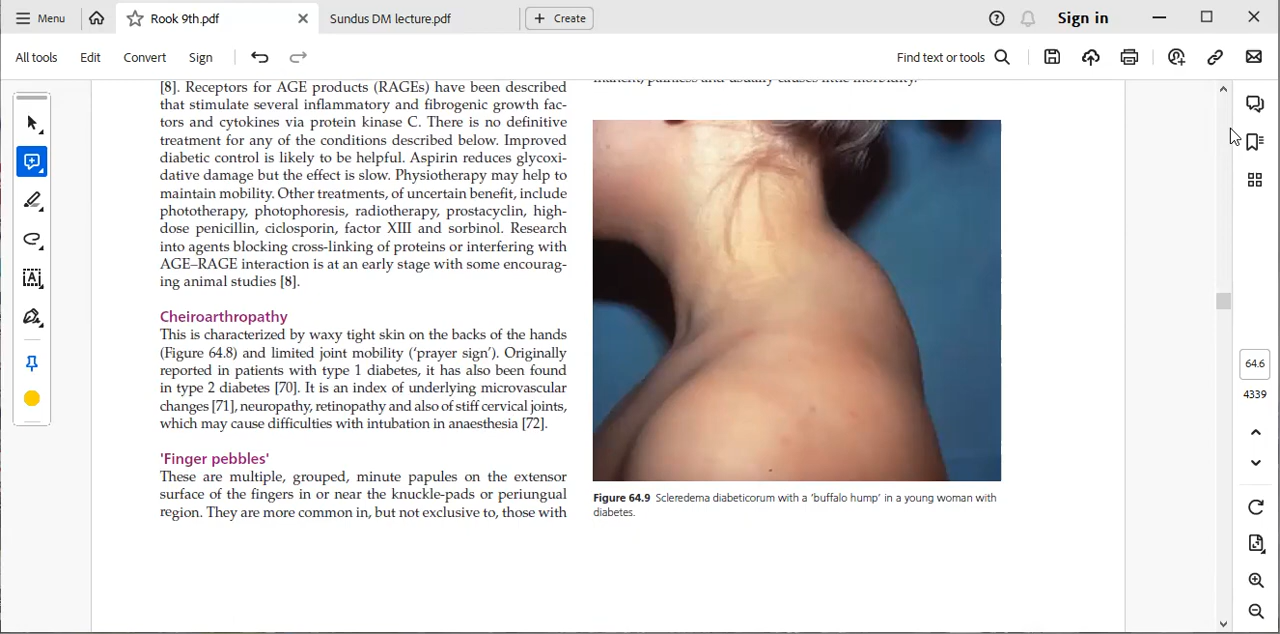 Menu
Rook 9th.pdf
Sundus DM lecture.pdf
Create
Sign in
All tools
Edit
Convert
Sign
Find text or tools
[8]. Receptors for AGE products (RAGEs) have been described
that stimulate several inflammatory and fibrogenic growth fac-
tors and cytokines via protein kinase C. There is no definitive
treatment for any of the conditions described below. Improved
diabetic control is likely to be helpful. Aspirin reduces glycoxi-
dative damage but the effect is slow. Physiotherapy may help to
maintain mobility. Other treatments, of uncertain benefit, include
phototherapy, photophoresis, radiotherapy, prostacyclin, high-
dose penicillin, ciclosporin, factor XIII and sorbinol. Research
into agents blocking cross-linking of proteins or interfering with
AGE–RAGE interaction is at an early stage with some encourag-
ing animal studies [8].
Cheiroarthropathy
This is characterized by waxy tight skin on the backs of the hands
(Figure 64.8) and limited joint mobility (‘prayer sign’). Originally
reported in patients with type 1 diabetes, it has also been found
in type 2 diabetes [70]. It is an index of underlying microvascular
changes [71], neuropathy, retinopathy and also of stiff cervical joints,
which may cause difficulties with intubation in anaesthesia [72].
'Finger pebbles'
These are multiple, grouped, minute papules on the extensor
surface of the fingers in or near the knuckle-pads or periungual
region. They are more common in, but not exclusive to, those with
painless and usually causes little morbidity.
Figure 64.9 Scleredema diabeticorum with a ‘buffalo hump’ in a young woman with
diabetes.
64.6
4339